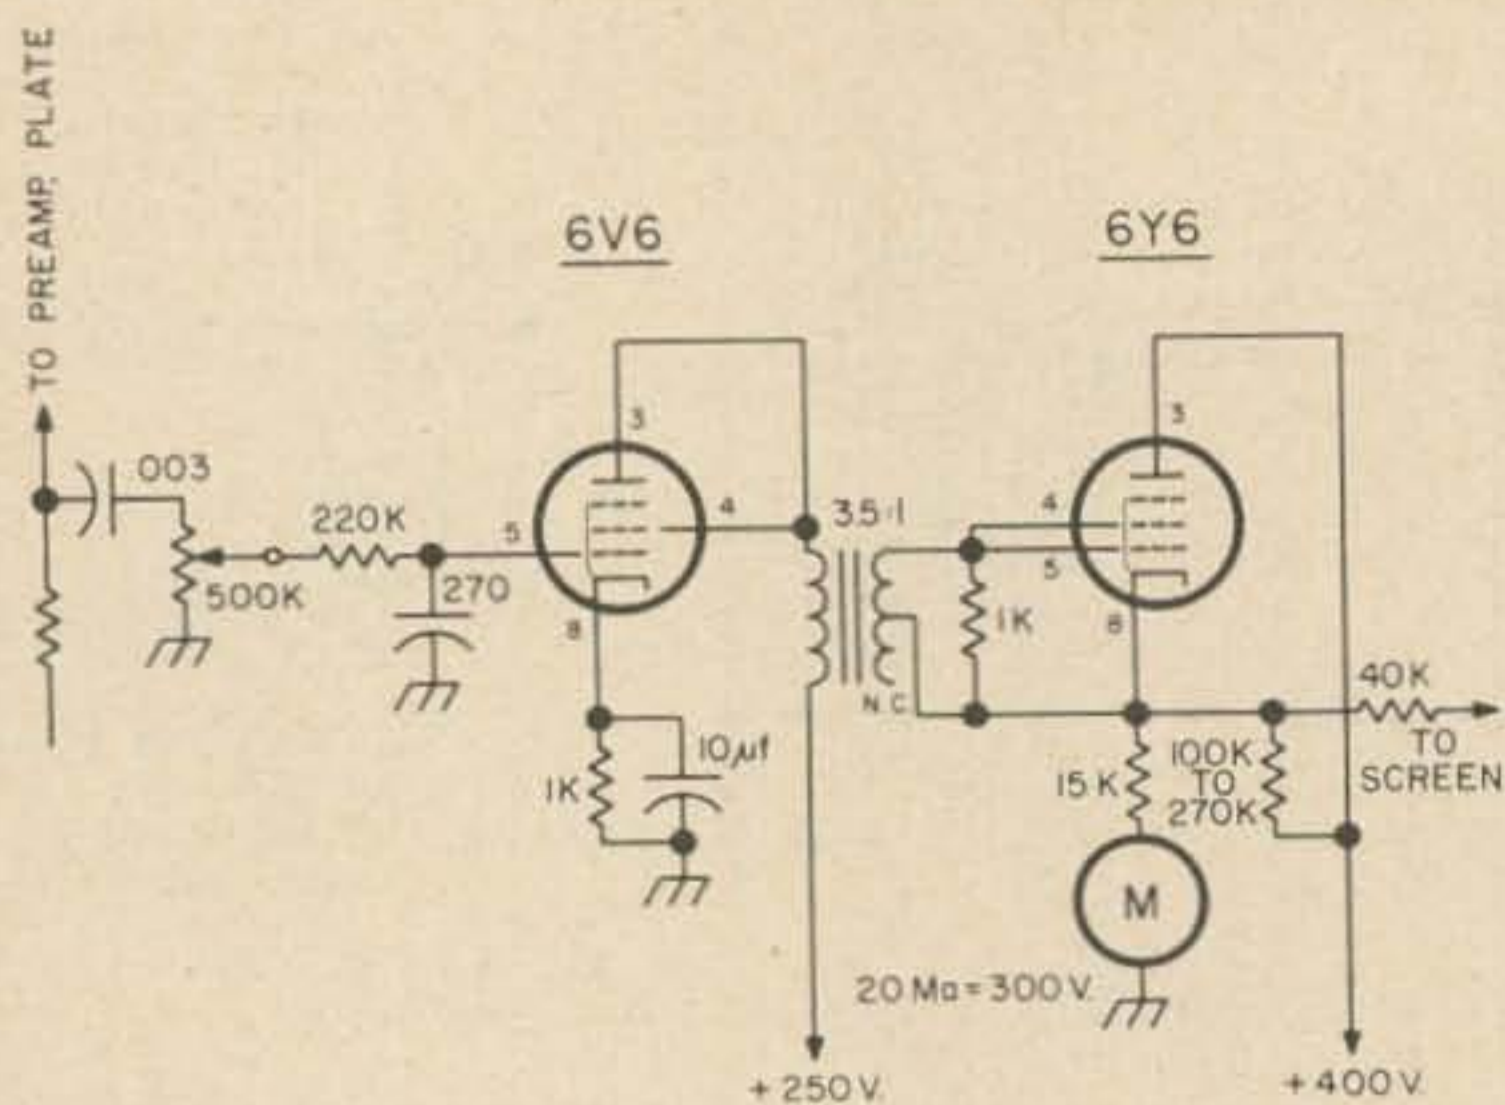 TO PREAMP. PLATE
6V6
6Y6
3
3
.003
220K
5
4
3.5:1
4
5
500K
270
8
1K
8
N.C.
40K
TO
SCREEN
10µf
1K
15K
100K
TO
270K
M
20 Ma = 300 V.
+ 250 V.
+ 400 V.